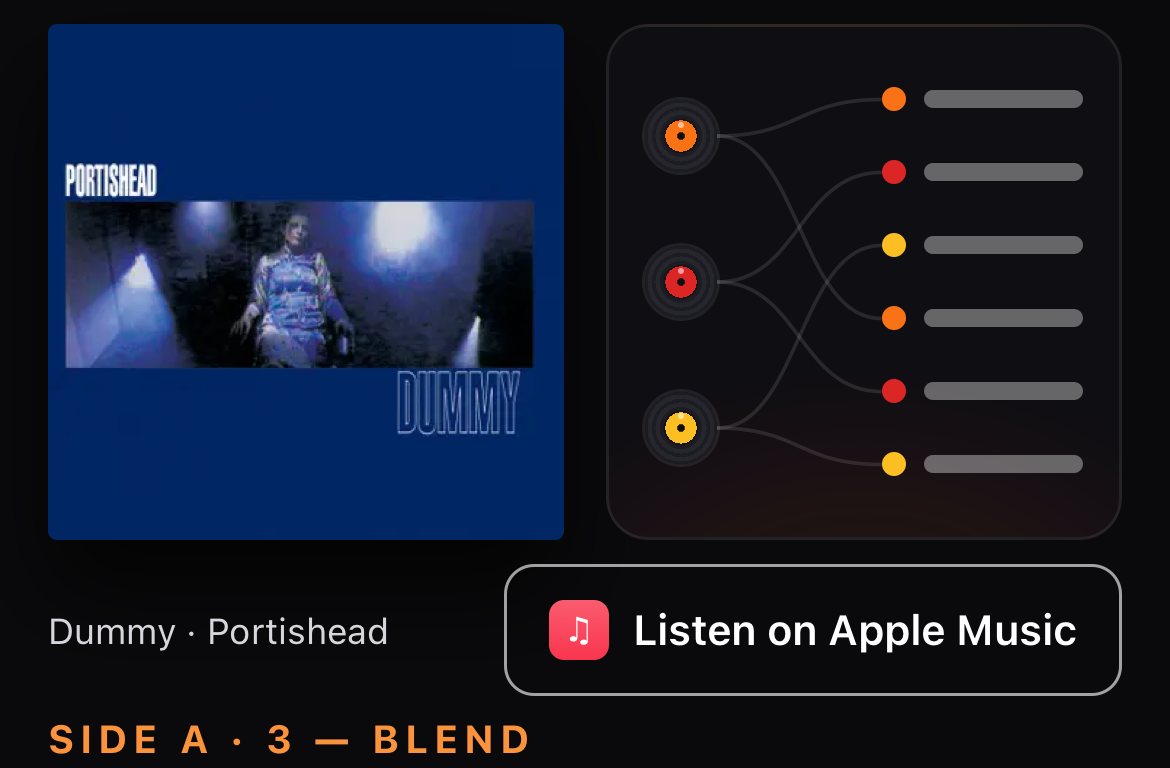 PORTISHEAD
DUMMY
Dummy · Portishead
Listen on Apple Music
SIDE A · 3 — BLEND